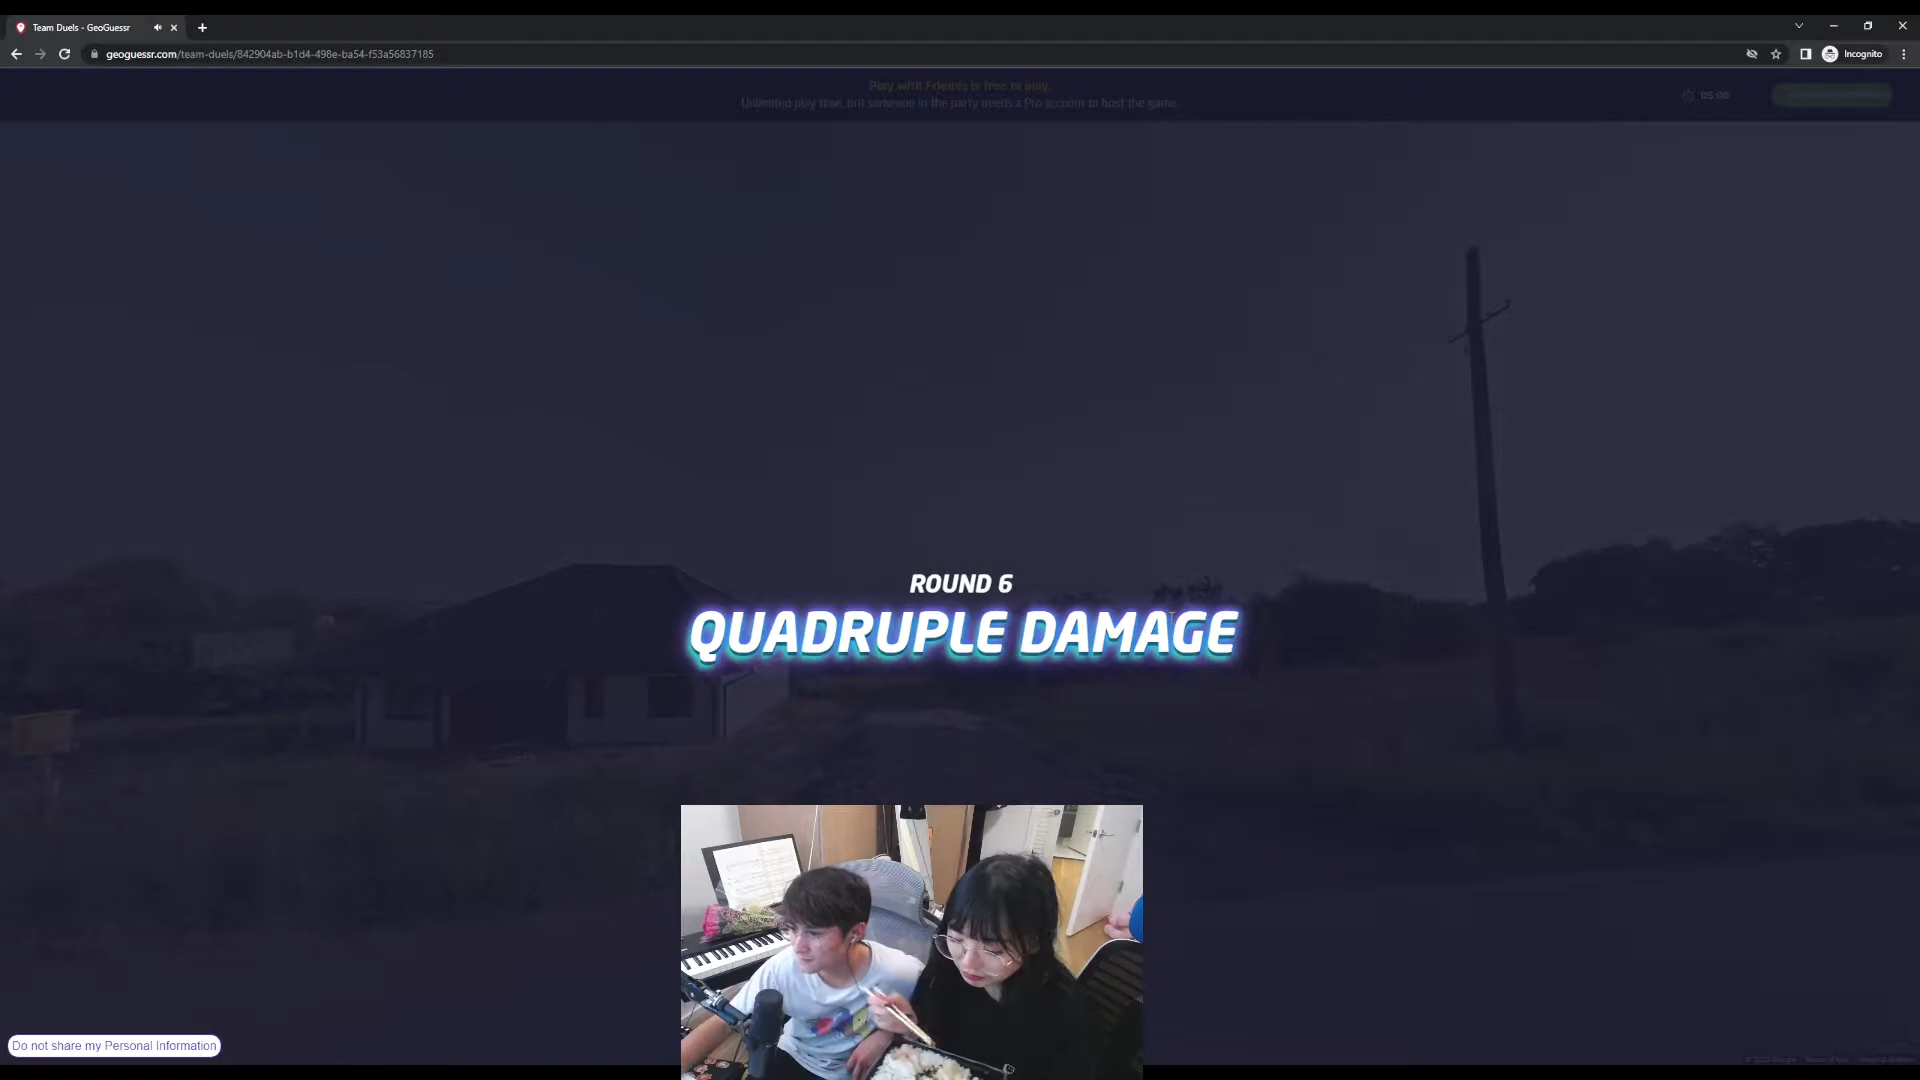 Team Duels - GeoGuessr
geoguessr.com/team-duels/842904ab-b1d4-498e-ba54-f53a56837185
Incognito
Play with Friends is free to play.
Unlimited play time, but someone in the party needs a Pro account to host the game.
05:00
ROUND 6
QUADRUPLE DAMAGE
Do not share my Personal Information